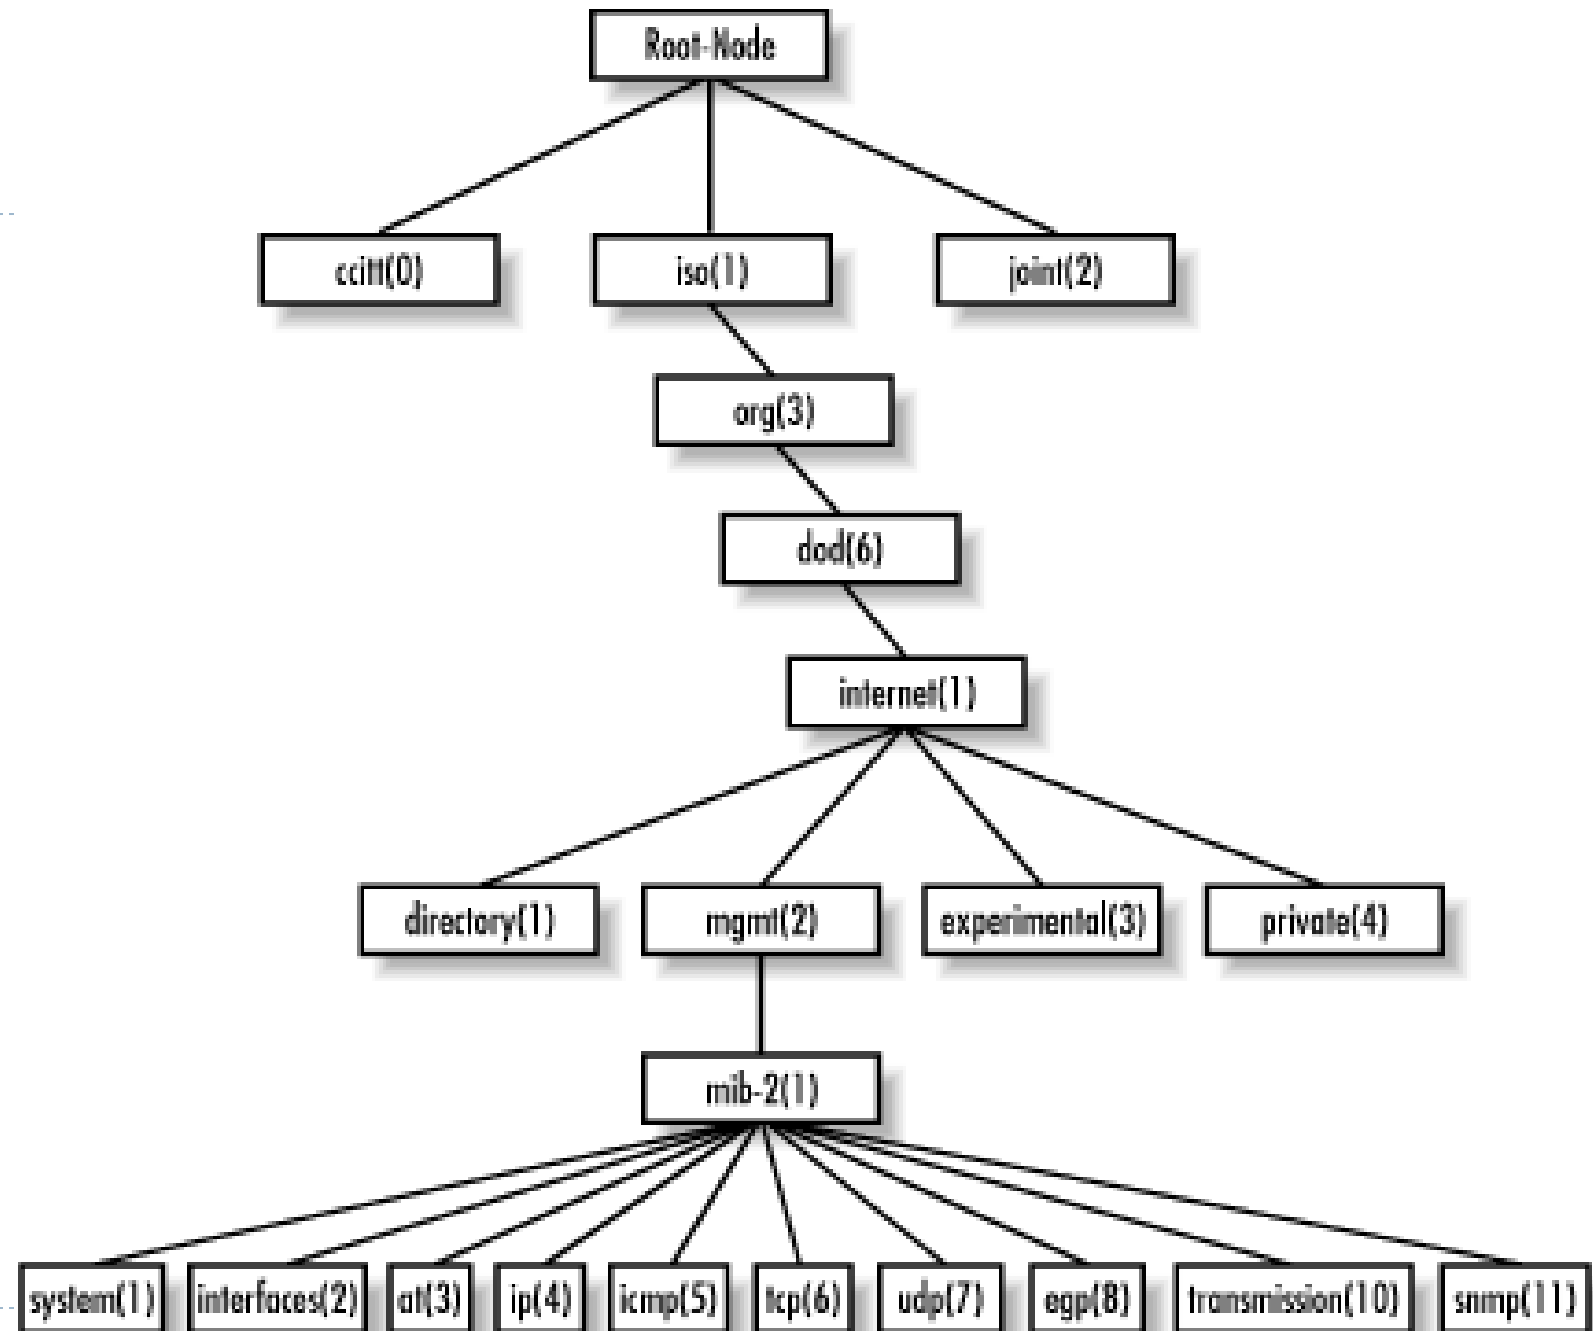 Root-Node
ccitt(0) iso(1) joint(2)
org(3)
dod(6)
internet(1)
directory(1) mgmt(2) experimental(3) private(4)
mib-2(1)
system(1) interfaces(2) at(3) ip(4) icmp(5) tcp(6) udp(7) egp(8) transmission(10) snmp(11)